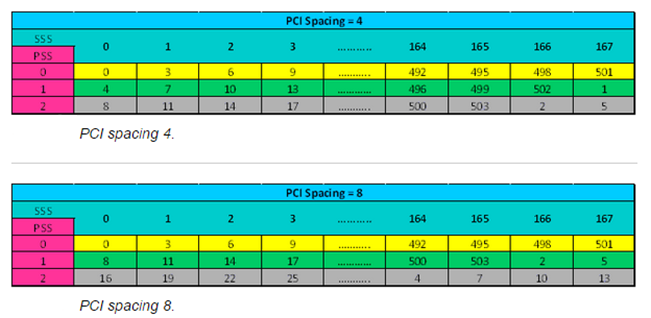 PCI Spacing = 4
SSS 0 1 2 3 ........... 164 165 166 167
PSS
0 0 3 6 9 ........... 492 495 498 501
1 4 7 10 13 ............ 496 499 502 1
2 8 11 14 17 ........... 500 503 2 5
PCI spacing 4.
PCI Spacing = 8
SSS 0 1 2 3 ........... 164 165 166 167
PSS
0 0 3 6 9 ........... 492 495 498 501
1 8 11 14 17 ............ 500 503 2 5
2 16 19 22 25 ........... 4 7 10 13
PCI spacing 8.